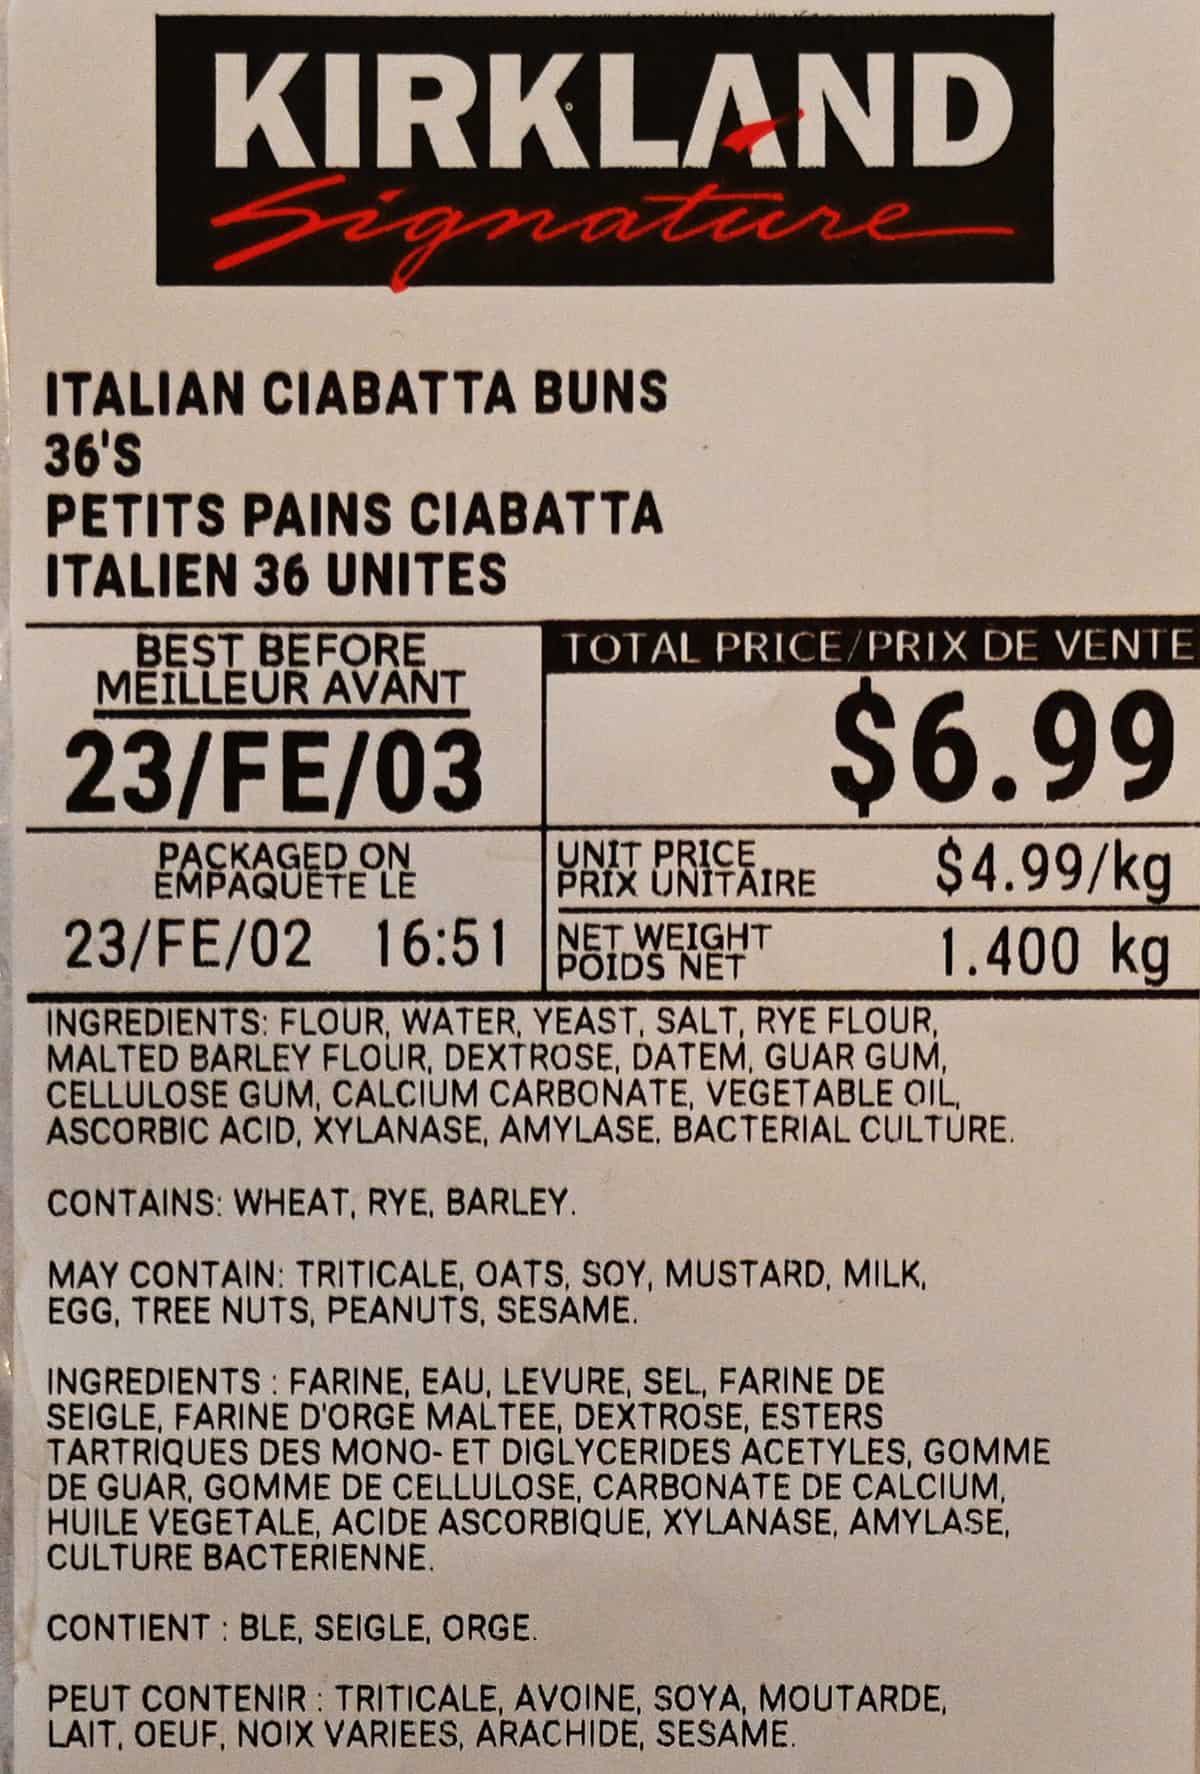 KIRKLAND
Signature
ITALIAN CIABATTA BUNS
36'S
PETITS PAINS CIABATTA
ITALIEN 36 UNITES
BEST BEFORE
MEILLEUR AVANT
23/FE/03
TOTAL PRICE/PRIX DE VENTE
$6.99
PACKAGED ON
EMPAQUETE LE
23/FE/02 16:51
UNIT PRICE
PRIX UNITAIRE
$4.99/kg
NET WEIGHT
POIDS NET
1.400 kg
INGREDIENTS: FLOUR, WATER, YEAST, SALT, RYE FLOUR,
MALTED BARLEY FLOUR, DEXTROSE, DATEM, GUAR GUM,
CELLULOSE GUM, CALCIUM CARBONATE, VEGETABLE OIL,
ASCORBIC ACID, XYLANASE, AMYLASE, BACTERIAL CULTURE.
CONTAINS: WHEAT, RYE, BARLEY.
MAY CONTAIN: TRITICALE, OATS, SOY, MUSTARD, MILK,
EGG, TREE NUTS, PEANUTS, SESAME.
INGREDIENTS : FARINE, EAU, LEVURE, SEL, FARINE DE
SEIGLE, FARINE D'ORGE MALTEE, DEXTROSE, ESTERS
TARTRIQUES DES MONO- ET DIGLYCERIDES ACETYLES, GOMME
DE GUAR, GOMME DE CELLULOSE, CARBONATE DE CALCIUM,
HUILE VEGETALE, ACIDE ASCORBIQUE, XYLANASE, AMYLASE,
CULTURE BACTERIENNE.
CONTIENT : BLE, SEIGLE, ORGE.
PEUT CONTENIR : TRITICALE, AVOINE, SOYA, MOUTARDE,
LAIT, OEUF, NOIX VARIEES, ARACHIDE, SESAME.